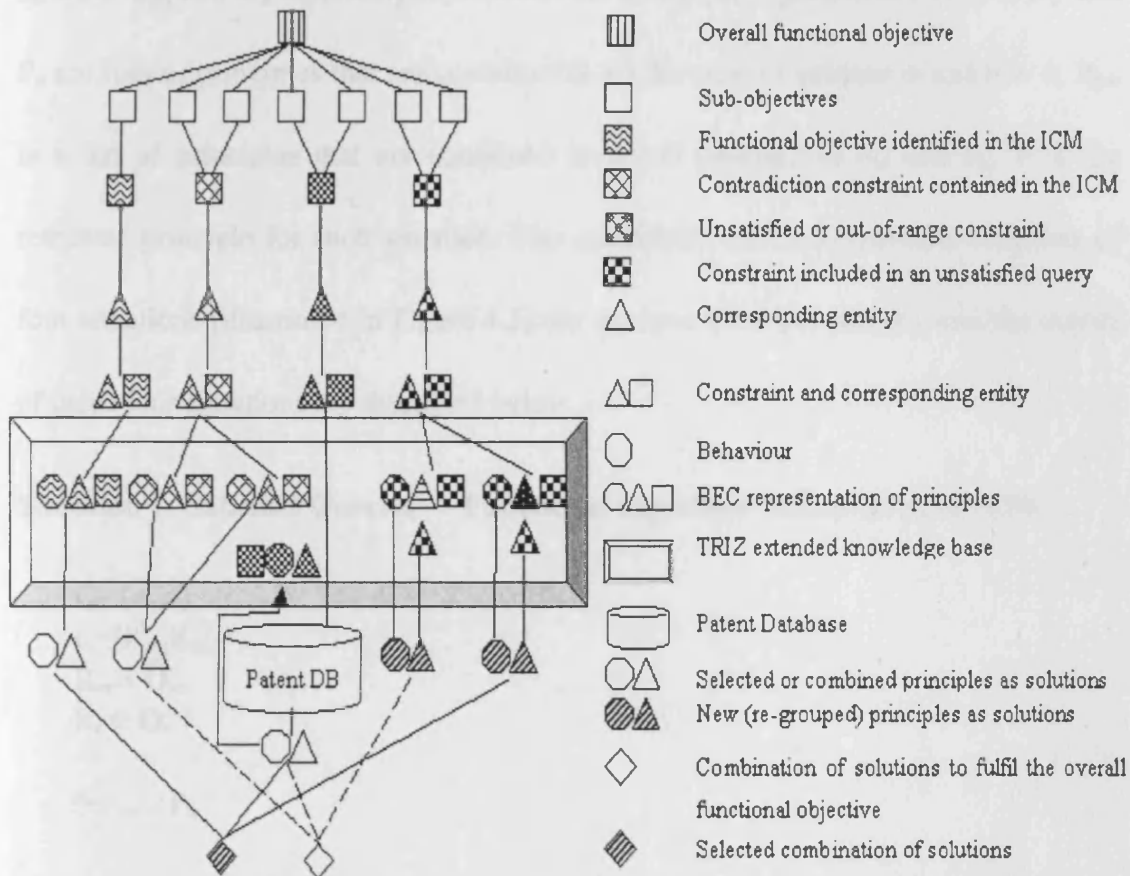 Overall functional objective
Sub-objectives
Functional objective identified in the ICM
Contradiction constraint contained in the ICM
Unsatisfied or out-of-range constraint
Constraint included in an unsatisfied query
Corresponding entity
Constraint and corresponding entity
Behaviour
BEC representation of principles
TRIZ extended knowledge base
Patent Database
Patent DB
Selected or combined principles as solutions
New (re-grouped) principles as solutions
Combination of solutions to fulfil the overall
functional objective
Selected combination of solutions